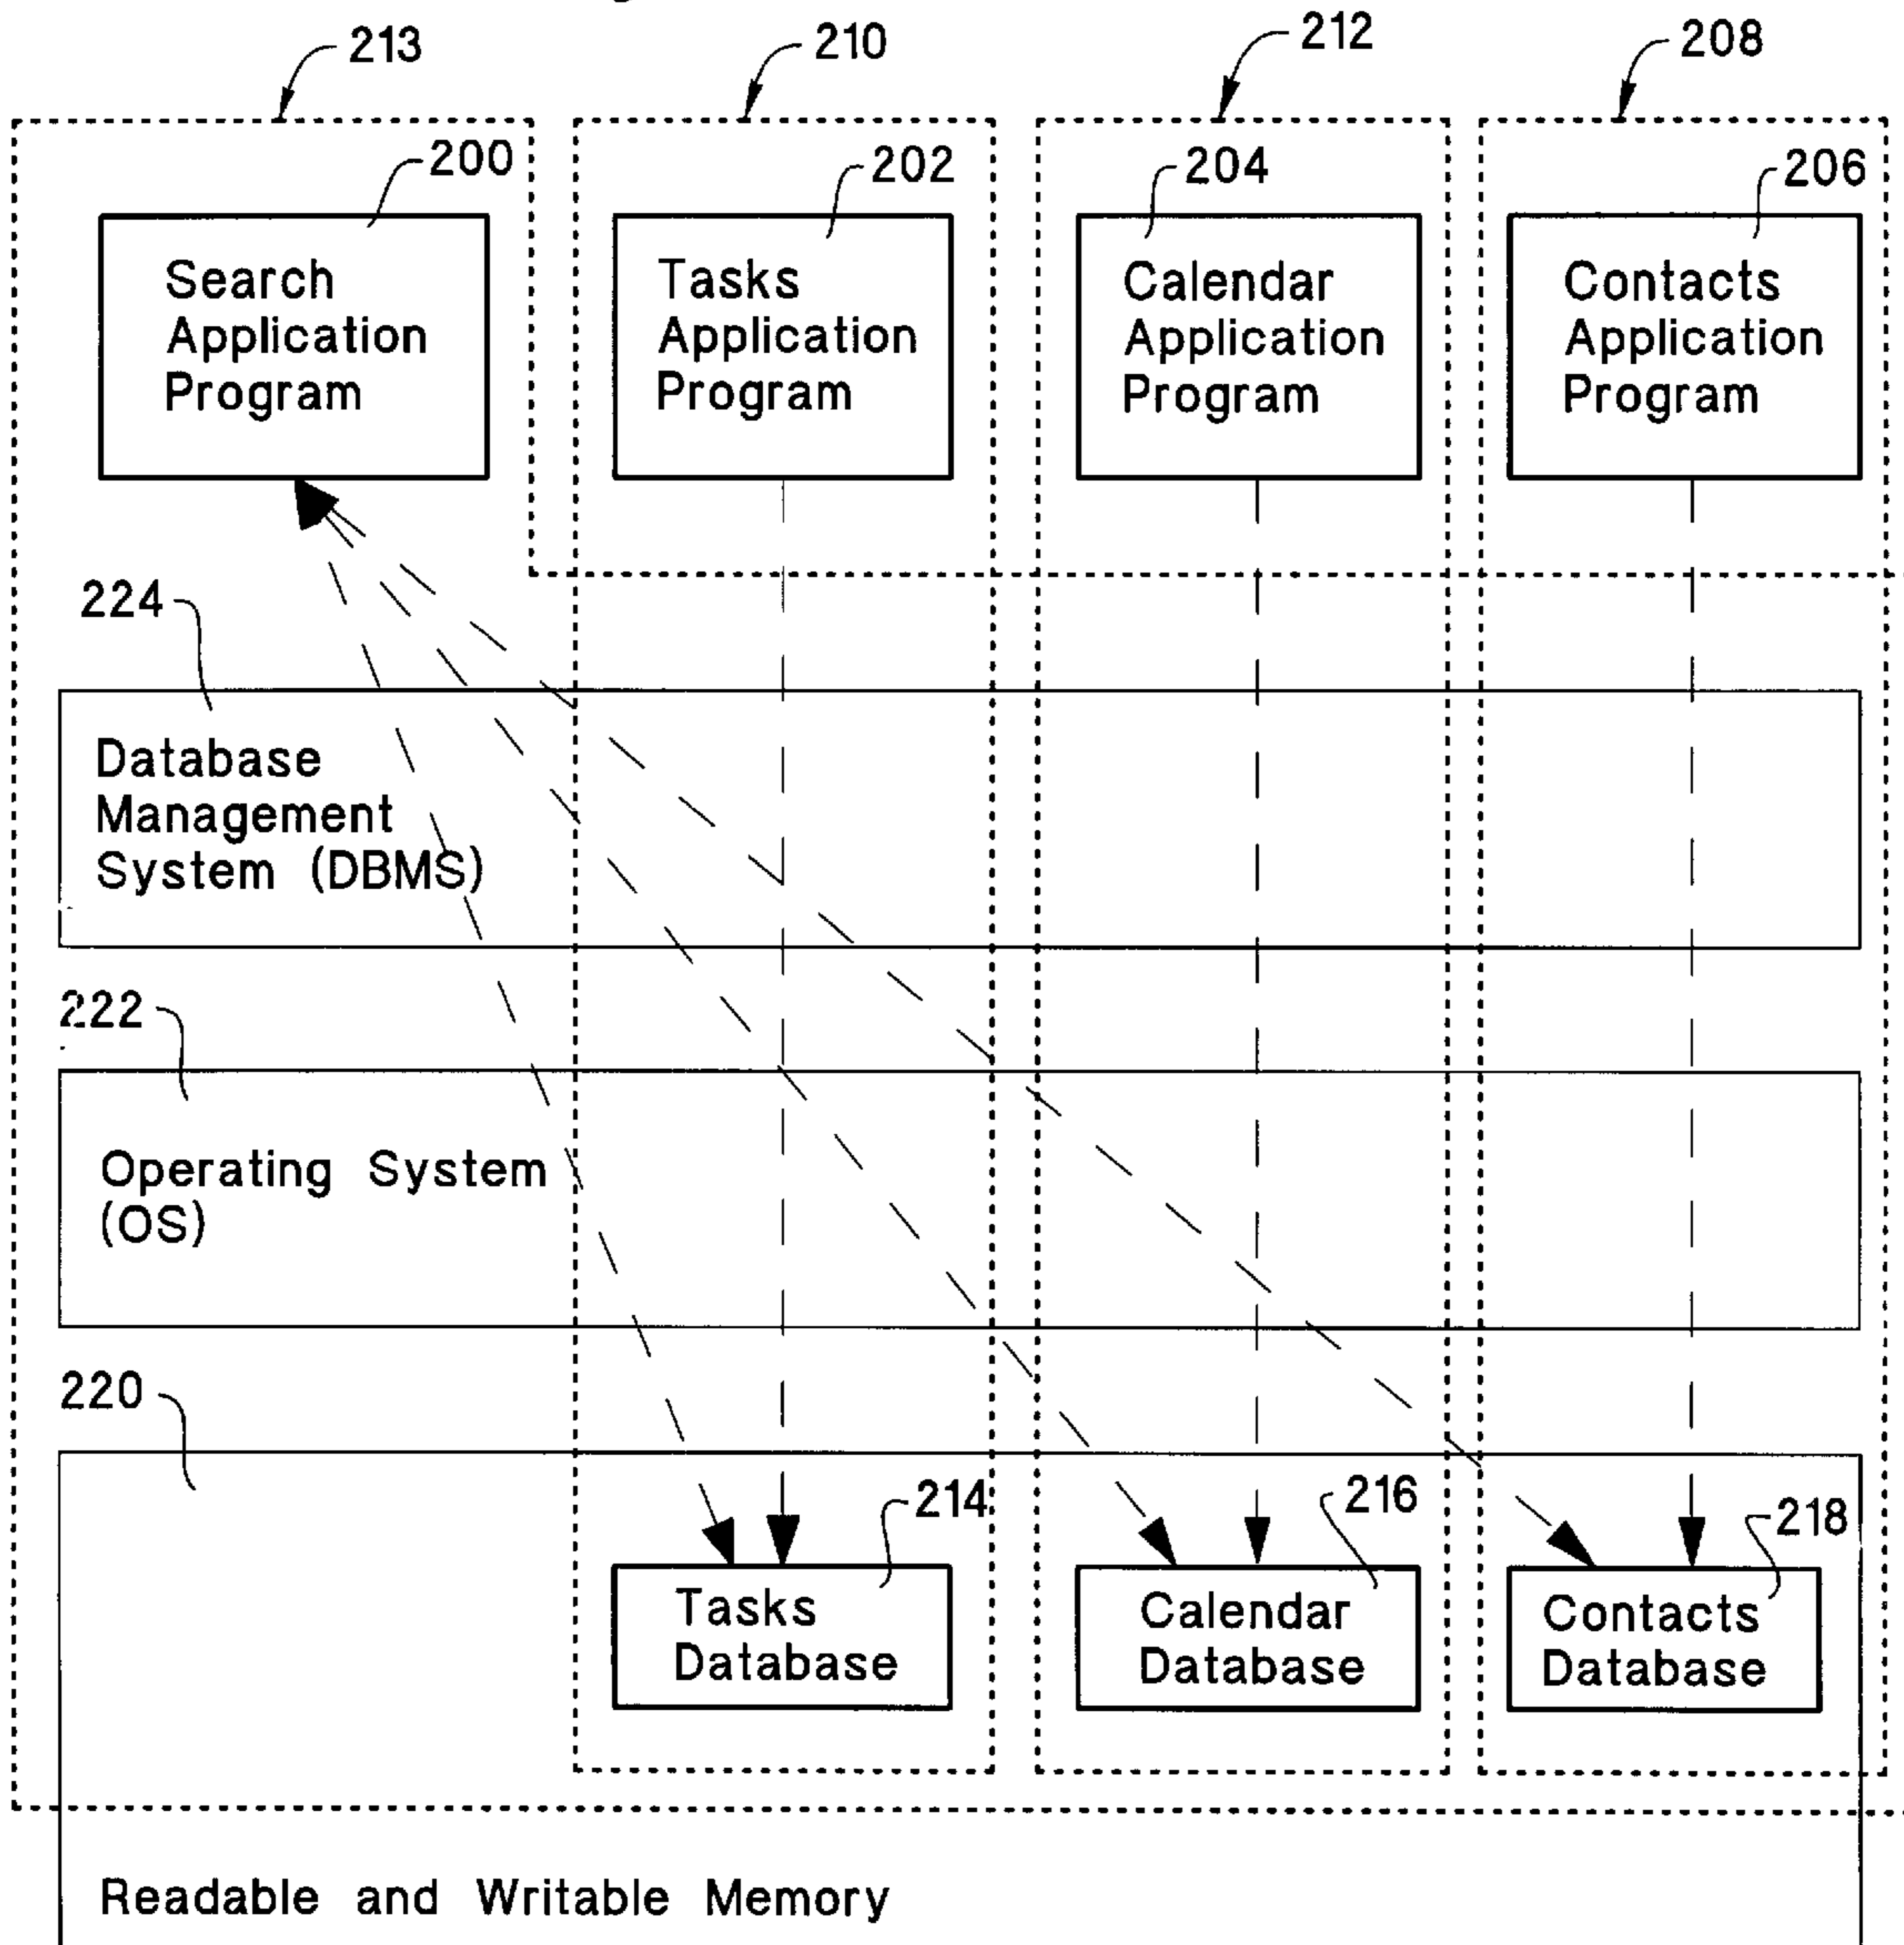 213
210
212
208
200
202
204
206
Search
Application
Program
Tasks
Application
Program
Calendar
Application
Program
Contacts
Application
Program
224
Database
Management
System (DBMS)
222
Operating System
(OS)
220
214
216
218
Tasks
Database
Calendar
Database
Contacts
Database
Readable and Writable Memory